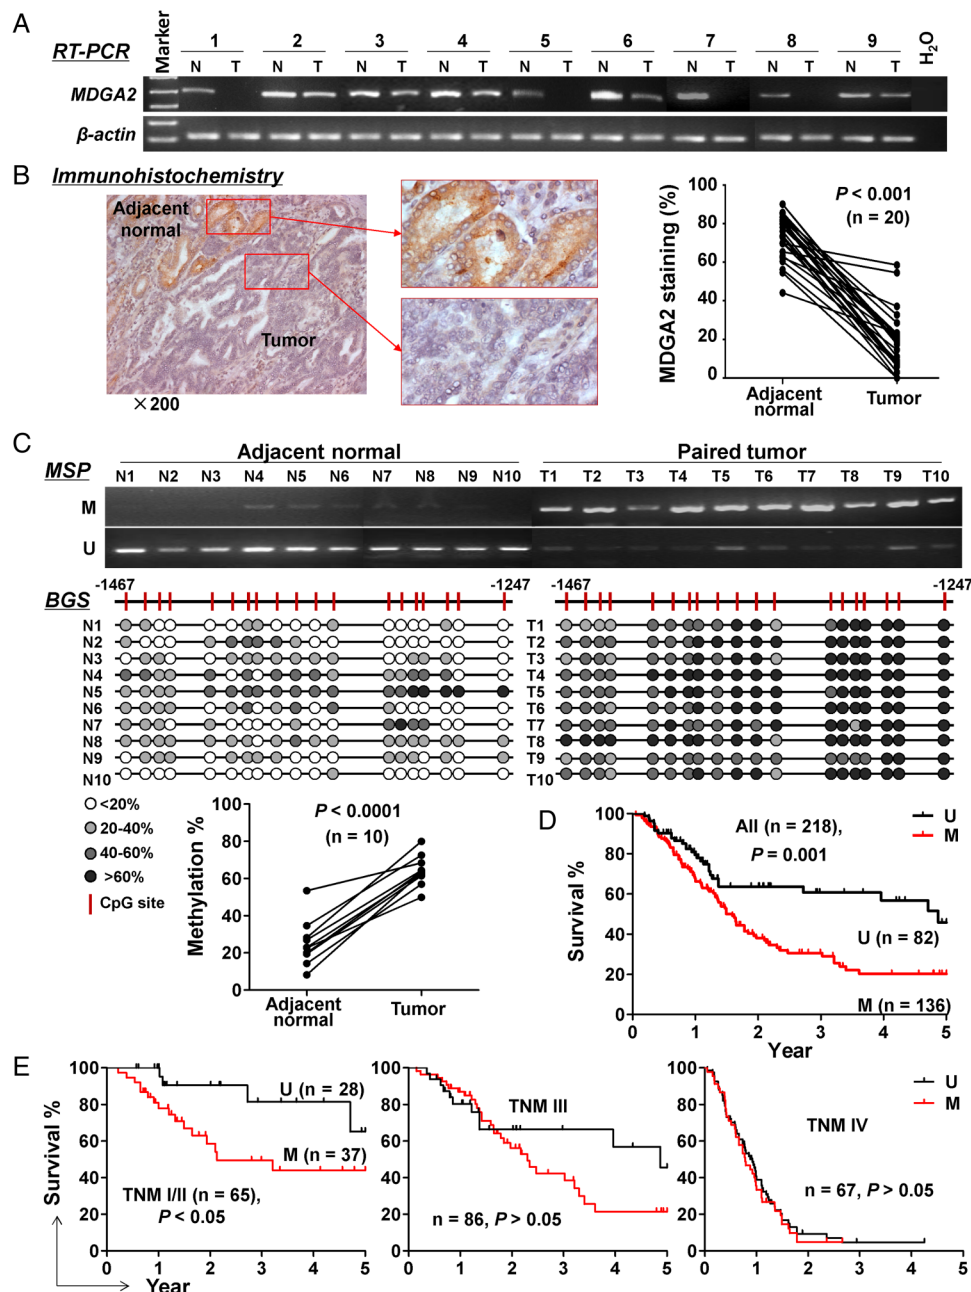 A
RT-PCR
Marker
1 2 3 4 5 6 7 8 9
H₂O
N T N T N T N T N T N T N T N T N T
MDGA2
β-actin
B
Immunohistochemistry
Adjacent
normal
Tumor
×200
MDGA2 staining (%)
100
80
60
40
20
0
P < 0.001
(n = 20)
Adjacent
normal
Tumor
C
MSP
Adjacent normal
Paired tumor
N1 N2 N3 N4 N5 N6 N7 N8 N9 N10
T1 T2 T3 T4 T5 T6 T7 T8 T9 T10
M
U
BGS
-1467 -1247
-1467 -1247
N1 T1
N2 T2
N3 T3
N4 T4
N5 T5
N6 T6
N7 T7
N8 T8
N9 T9
N10 T10
<20%
20-40%
40-60%
>60%
CpG site
Methylation %
100
80
60
40
20
0
P < 0.0001
(n = 10)
Adjacent
normal
Tumor
D
Survival %
100
80
60
40
20
0
All (n = 218),
P = 0.001
U
M
U (n = 82)
M (n = 136)
0 1 2 3 4 5
Year
E
Survival %
100
80
60
40
20
0
U (n = 28)
M (n = 37)
TNM I/II (n = 65),
P < 0.05
0 1 2 3 4 5
Year
100
80
60
40
20
0
TNM III
n = 86, P > 0.05
0 1 2 3 4 5
100
80
60
40
20
0
U
M
TNM IV
n = 67, P > 0.05
0 1 2 3 4 5